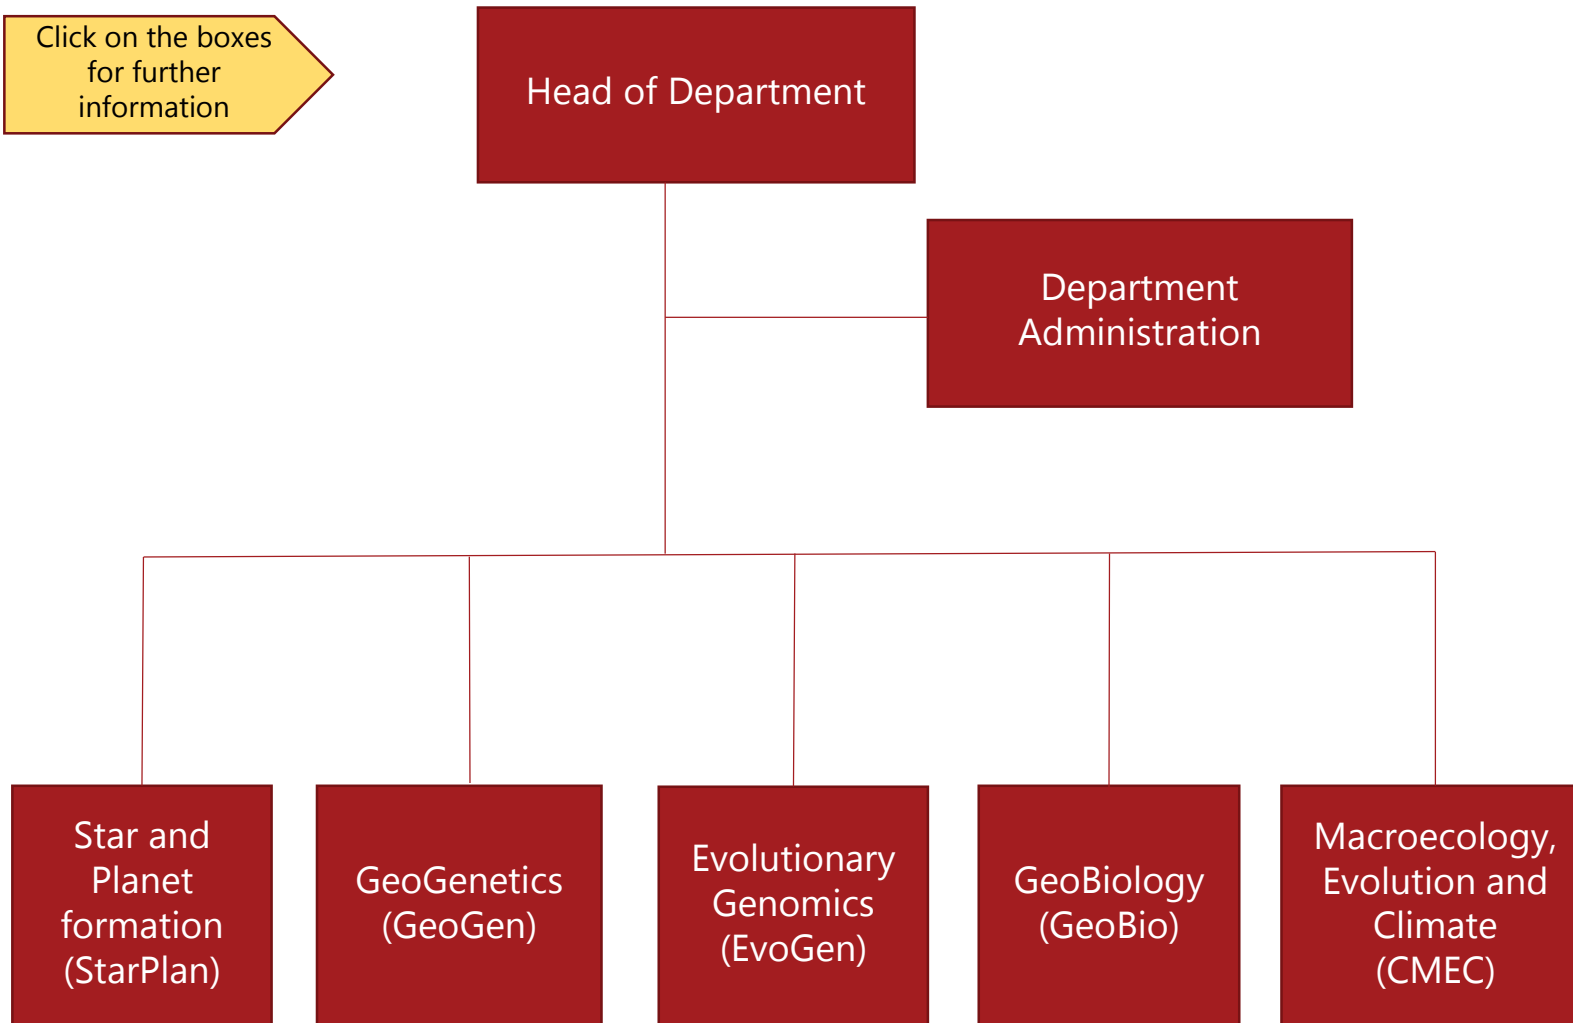 Click on the boxes
for further
information
Head of Department
Department
Administration
Star and
Planet
formation
(StarPlan)
GeoGenetics
(GeoGen)
Evolutionary
Genomics
(EvoGen)
GeoBiology
(GeoBio)
Macroecology,
Evolution and
Climate
(CMEC)